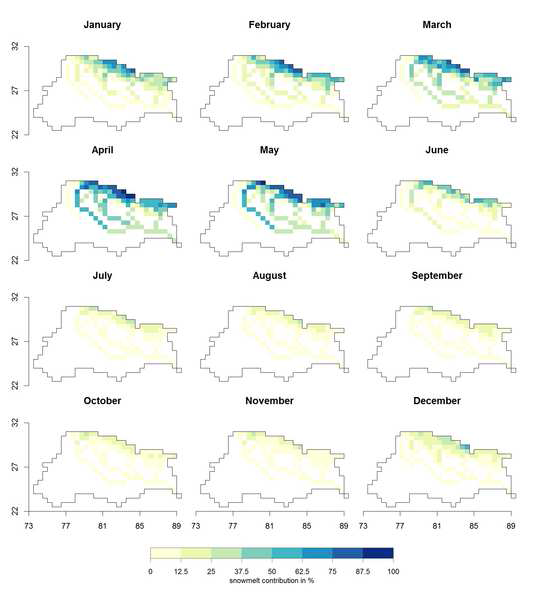 January February March
32
27
22
April May June
32
27
22
July August September
32
27
22
October November December
32
27
22
73 77 81 85 89 73 77 81 85 89 73 77 81 85 89
0 12.5 25 37.5 50 62.5 75 87.5 100
snowmelt contribution in %